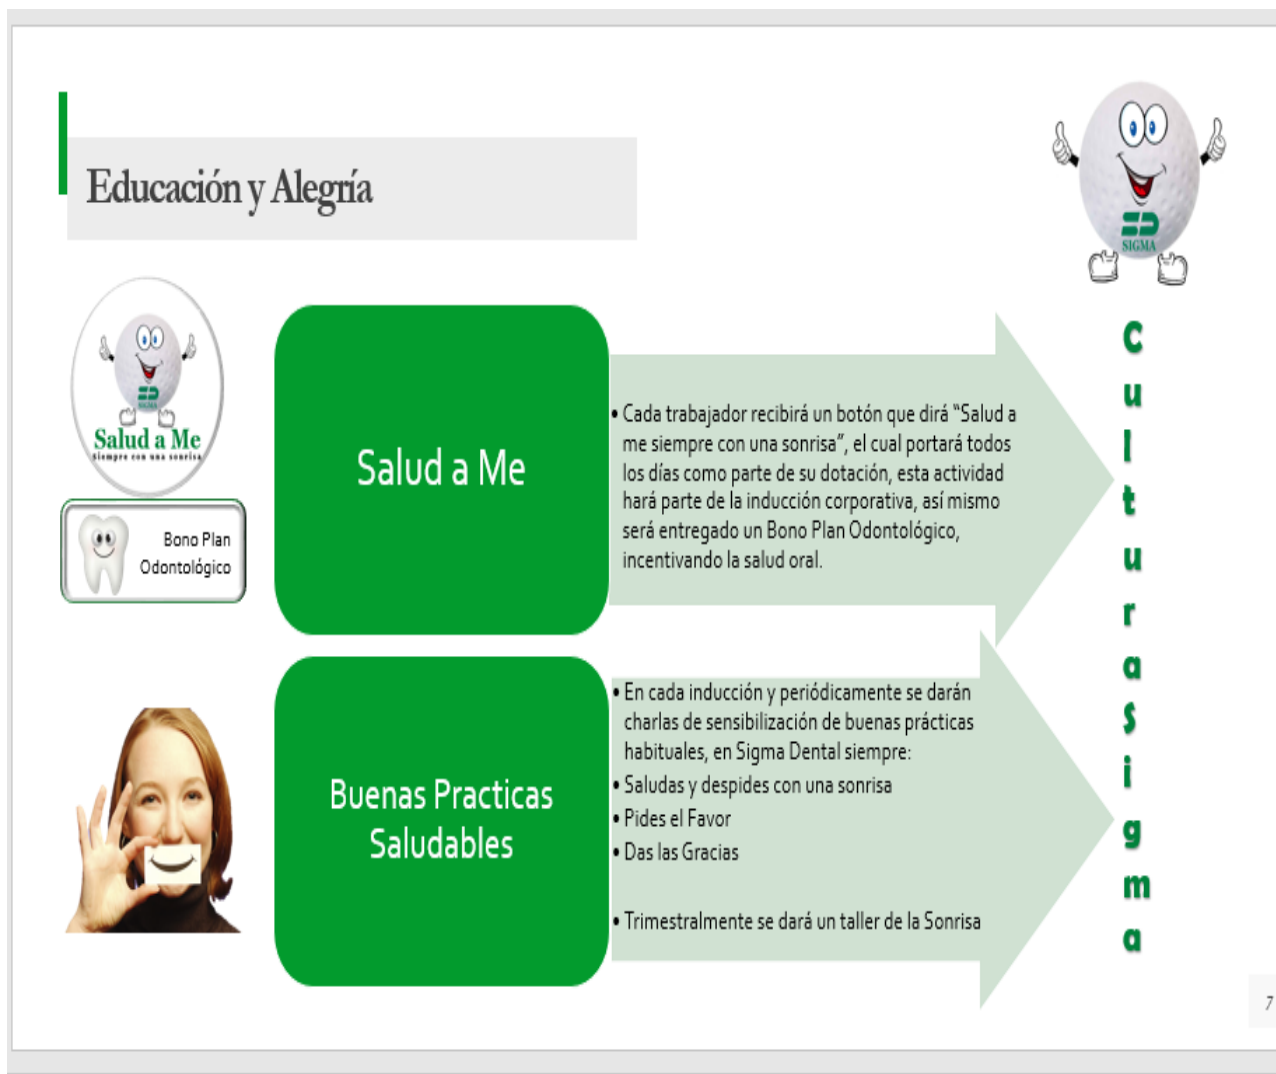 Educación y Alegría
SIGMA
SIGMA
Salud a Me
Siempre con una sonrisa
Bono Plan
Odontológico
Salud a Me
• Cada trabajador recibirá un botón que dirá “Salud a
me siempre con una sonrisa”, el cual portará todos
los días como parte de su dotación, esta actividad
hará parte de la inducción corporativa, así mismo
será entregado un Bono Plan Odontológico,
incentivando la salud oral.
Buenas Practicas
Saludables
• En cada inducción y periódicamente se darán
charlas de sensibilización de buenas prácticas
habituales, en Sigma Dental siempre:
• Saludas y despides con una sonrisa
• Pides el Favor
• Das las Gracias
• Trimestralmente se dará un taller de la Sonrisa
C
u
l
t
u
r
a
S
i
g
m
a
7